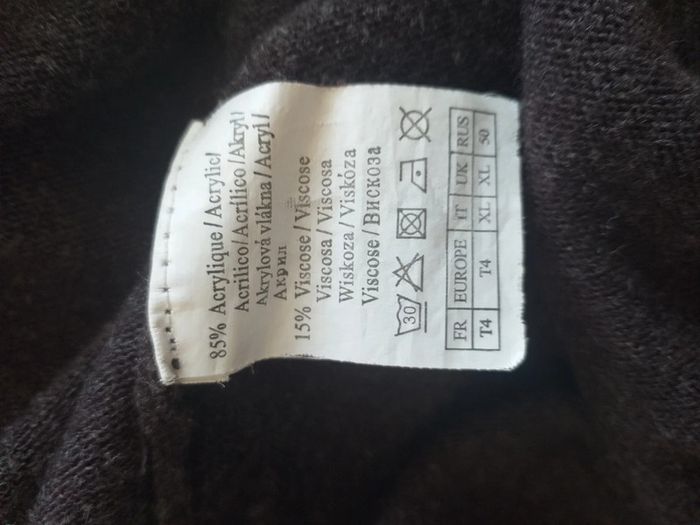 85% Acrylique/Acrylic/
Acrilico/Acrílico/Akryl/
Akrylová vlákna/Acryl/
Акрил
15% Viscose/Viscose
Viscosa/Viscosa
Wiskoza/Viskóza
Viscose/Вискоза
30
FR EUROPE IT UK RUS
T4 T4 XL XL 50